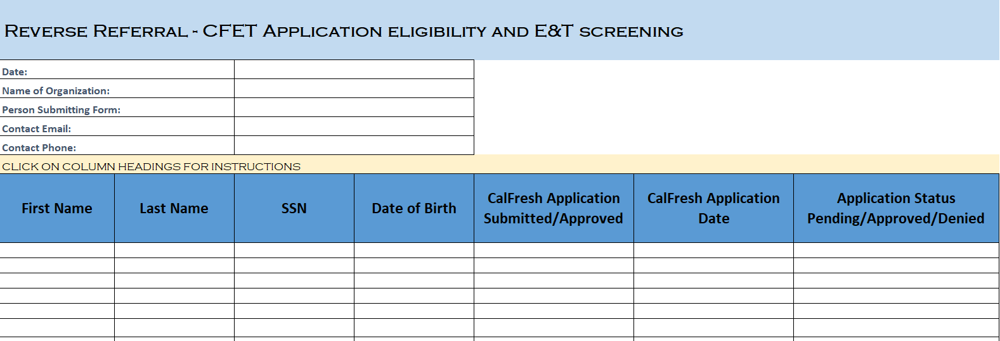 Reverse Referral - CFET Application eligibility and E&T screening
Date:
Name of Organization:
Person Submitting Form:
Contact Email:
Contact Phone:
CLICK ON COLUMN HEADINGS FOR INSTRUCTIONS
First Name
Last Name
SSN
Date of Birth
CalFresh Application
Submitted/Approved
CalFresh Application
Date
Application Status
Pending/Approved/Denied